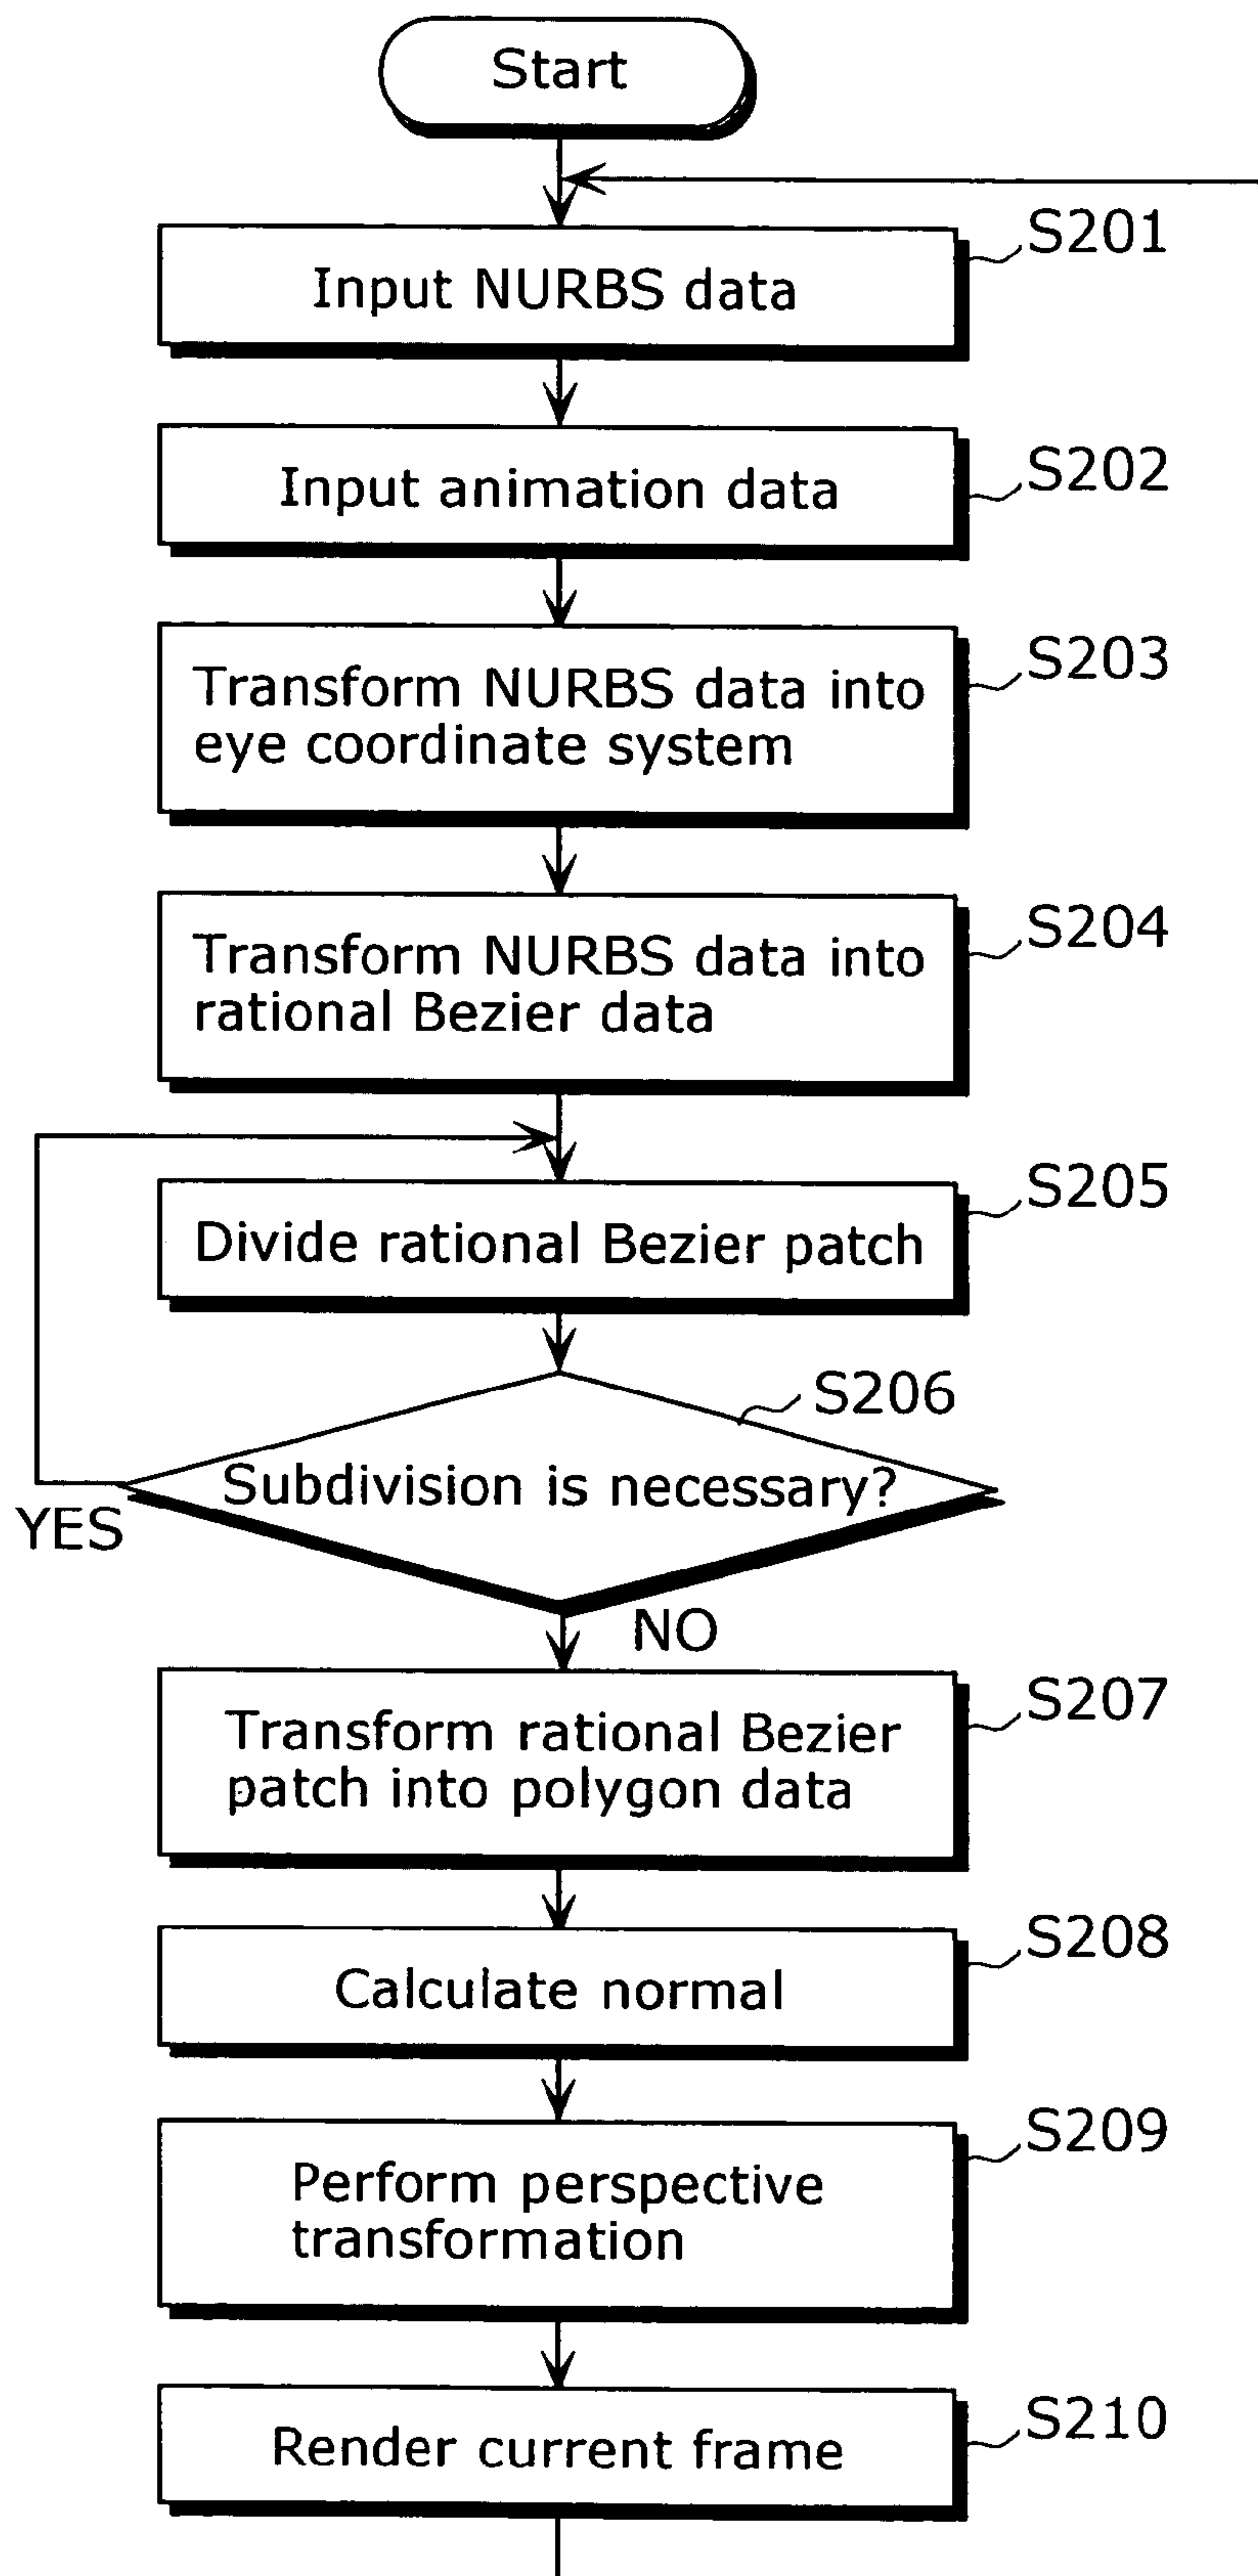 Start
S201
Input NURBS data
S202
Input animation data
S203
Transform NURBS data into
eye coordinate system
S204
Transform NURBS data into
rational Bezier data
S205
Divide rational Bezier patch
S206
Subdivision is necessary?
YES
NO
S207
Transform rational Bezier
patch into polygon data
S208
Calculate normal
S209
Perform perspective
transformation
S210
Render current frame